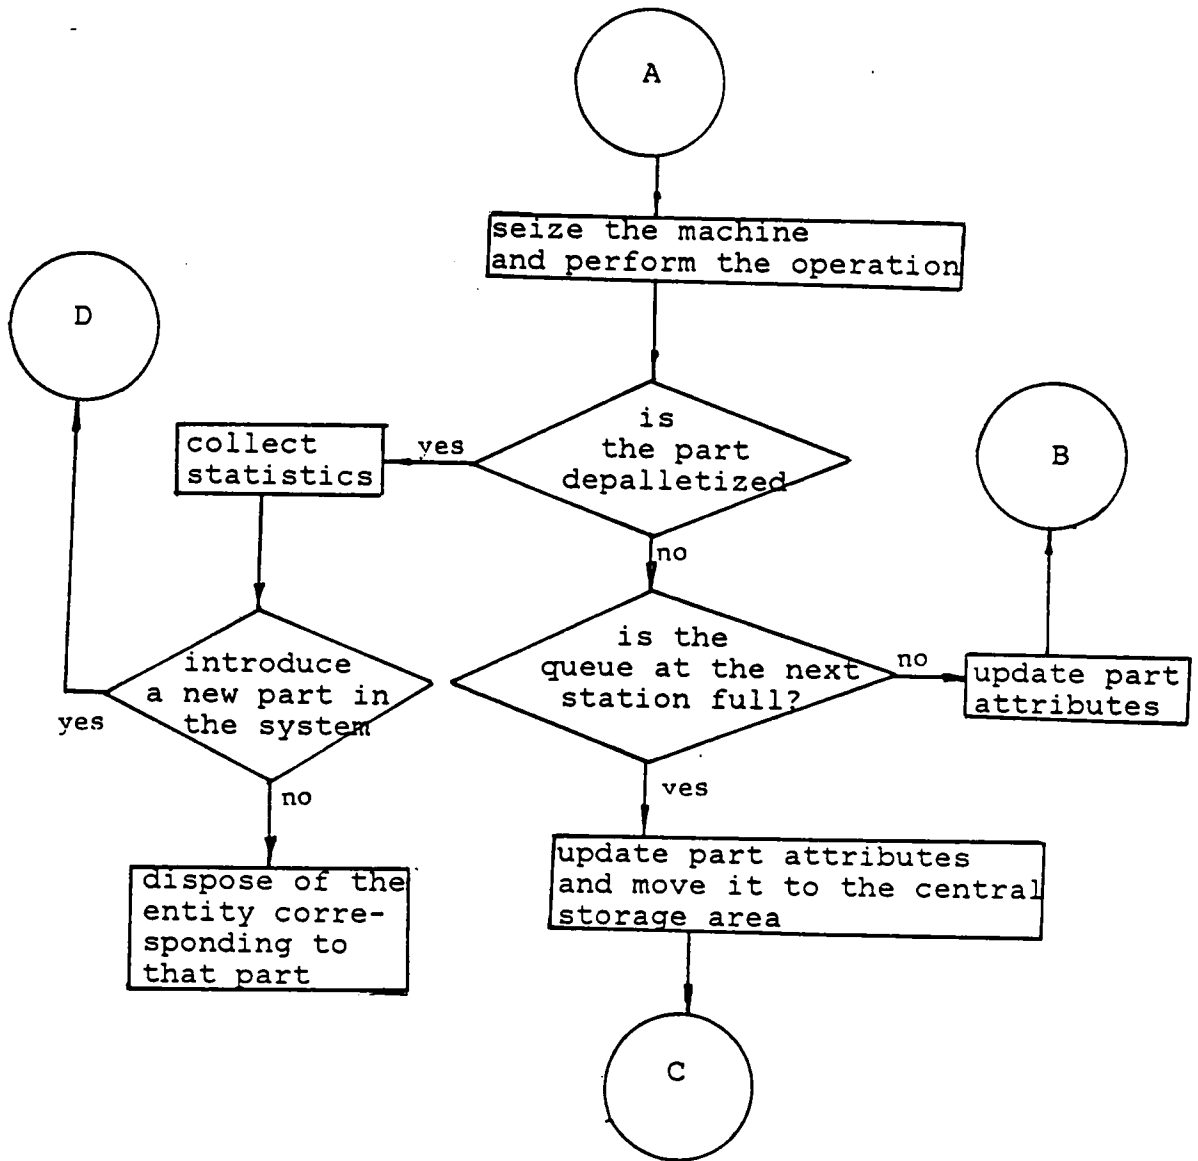 A
seize the machine
and perform the operation
D
is
the part
depalletized
yes
collect
statistics
B
no
introduce
a new part in
the system
is the
queue at the next
station full?
no
update part
attributes
yes
no
yes
dispose of the
entity corre-
sponding to
that part
update part attributes
and move it to the central
storage area
C